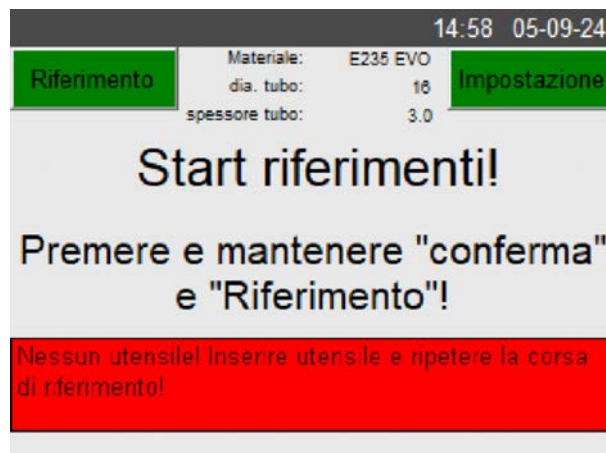 14:58 05-09-24
Riferimento
Materiale: E235 EVO
dia. tubo: 16
spessore tubo: 3.0
Impostazione
Start riferimenti!
Premere e mantenere "conferma"
e "Riferimento"!
Nessun utensile! Inserire utensile e ripetere la corsa
di riferimento!